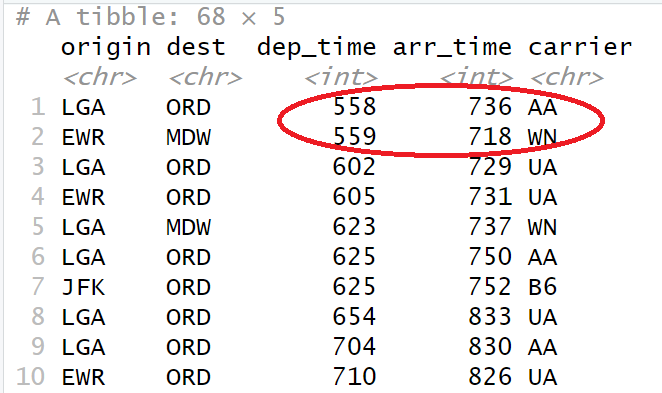 # A tibble: 68 × 5
origin dest dep_time arr_time carrier
<chr> <chr> <int> <int> <chr>
1 LGA ORD 558 736 AA
2 EWR MDW 559 718 WN
3 LGA ORD 602 729 UA
4 EWR ORD 605 731 UA
5 LGA MDW 623 737 WN
6 LGA ORD 625 750 AA
7 JFK ORD 625 752 B6
8 LGA ORD 654 833 UA
9 LGA ORD 704 830 AA
10 EWR ORD 710 826 UA